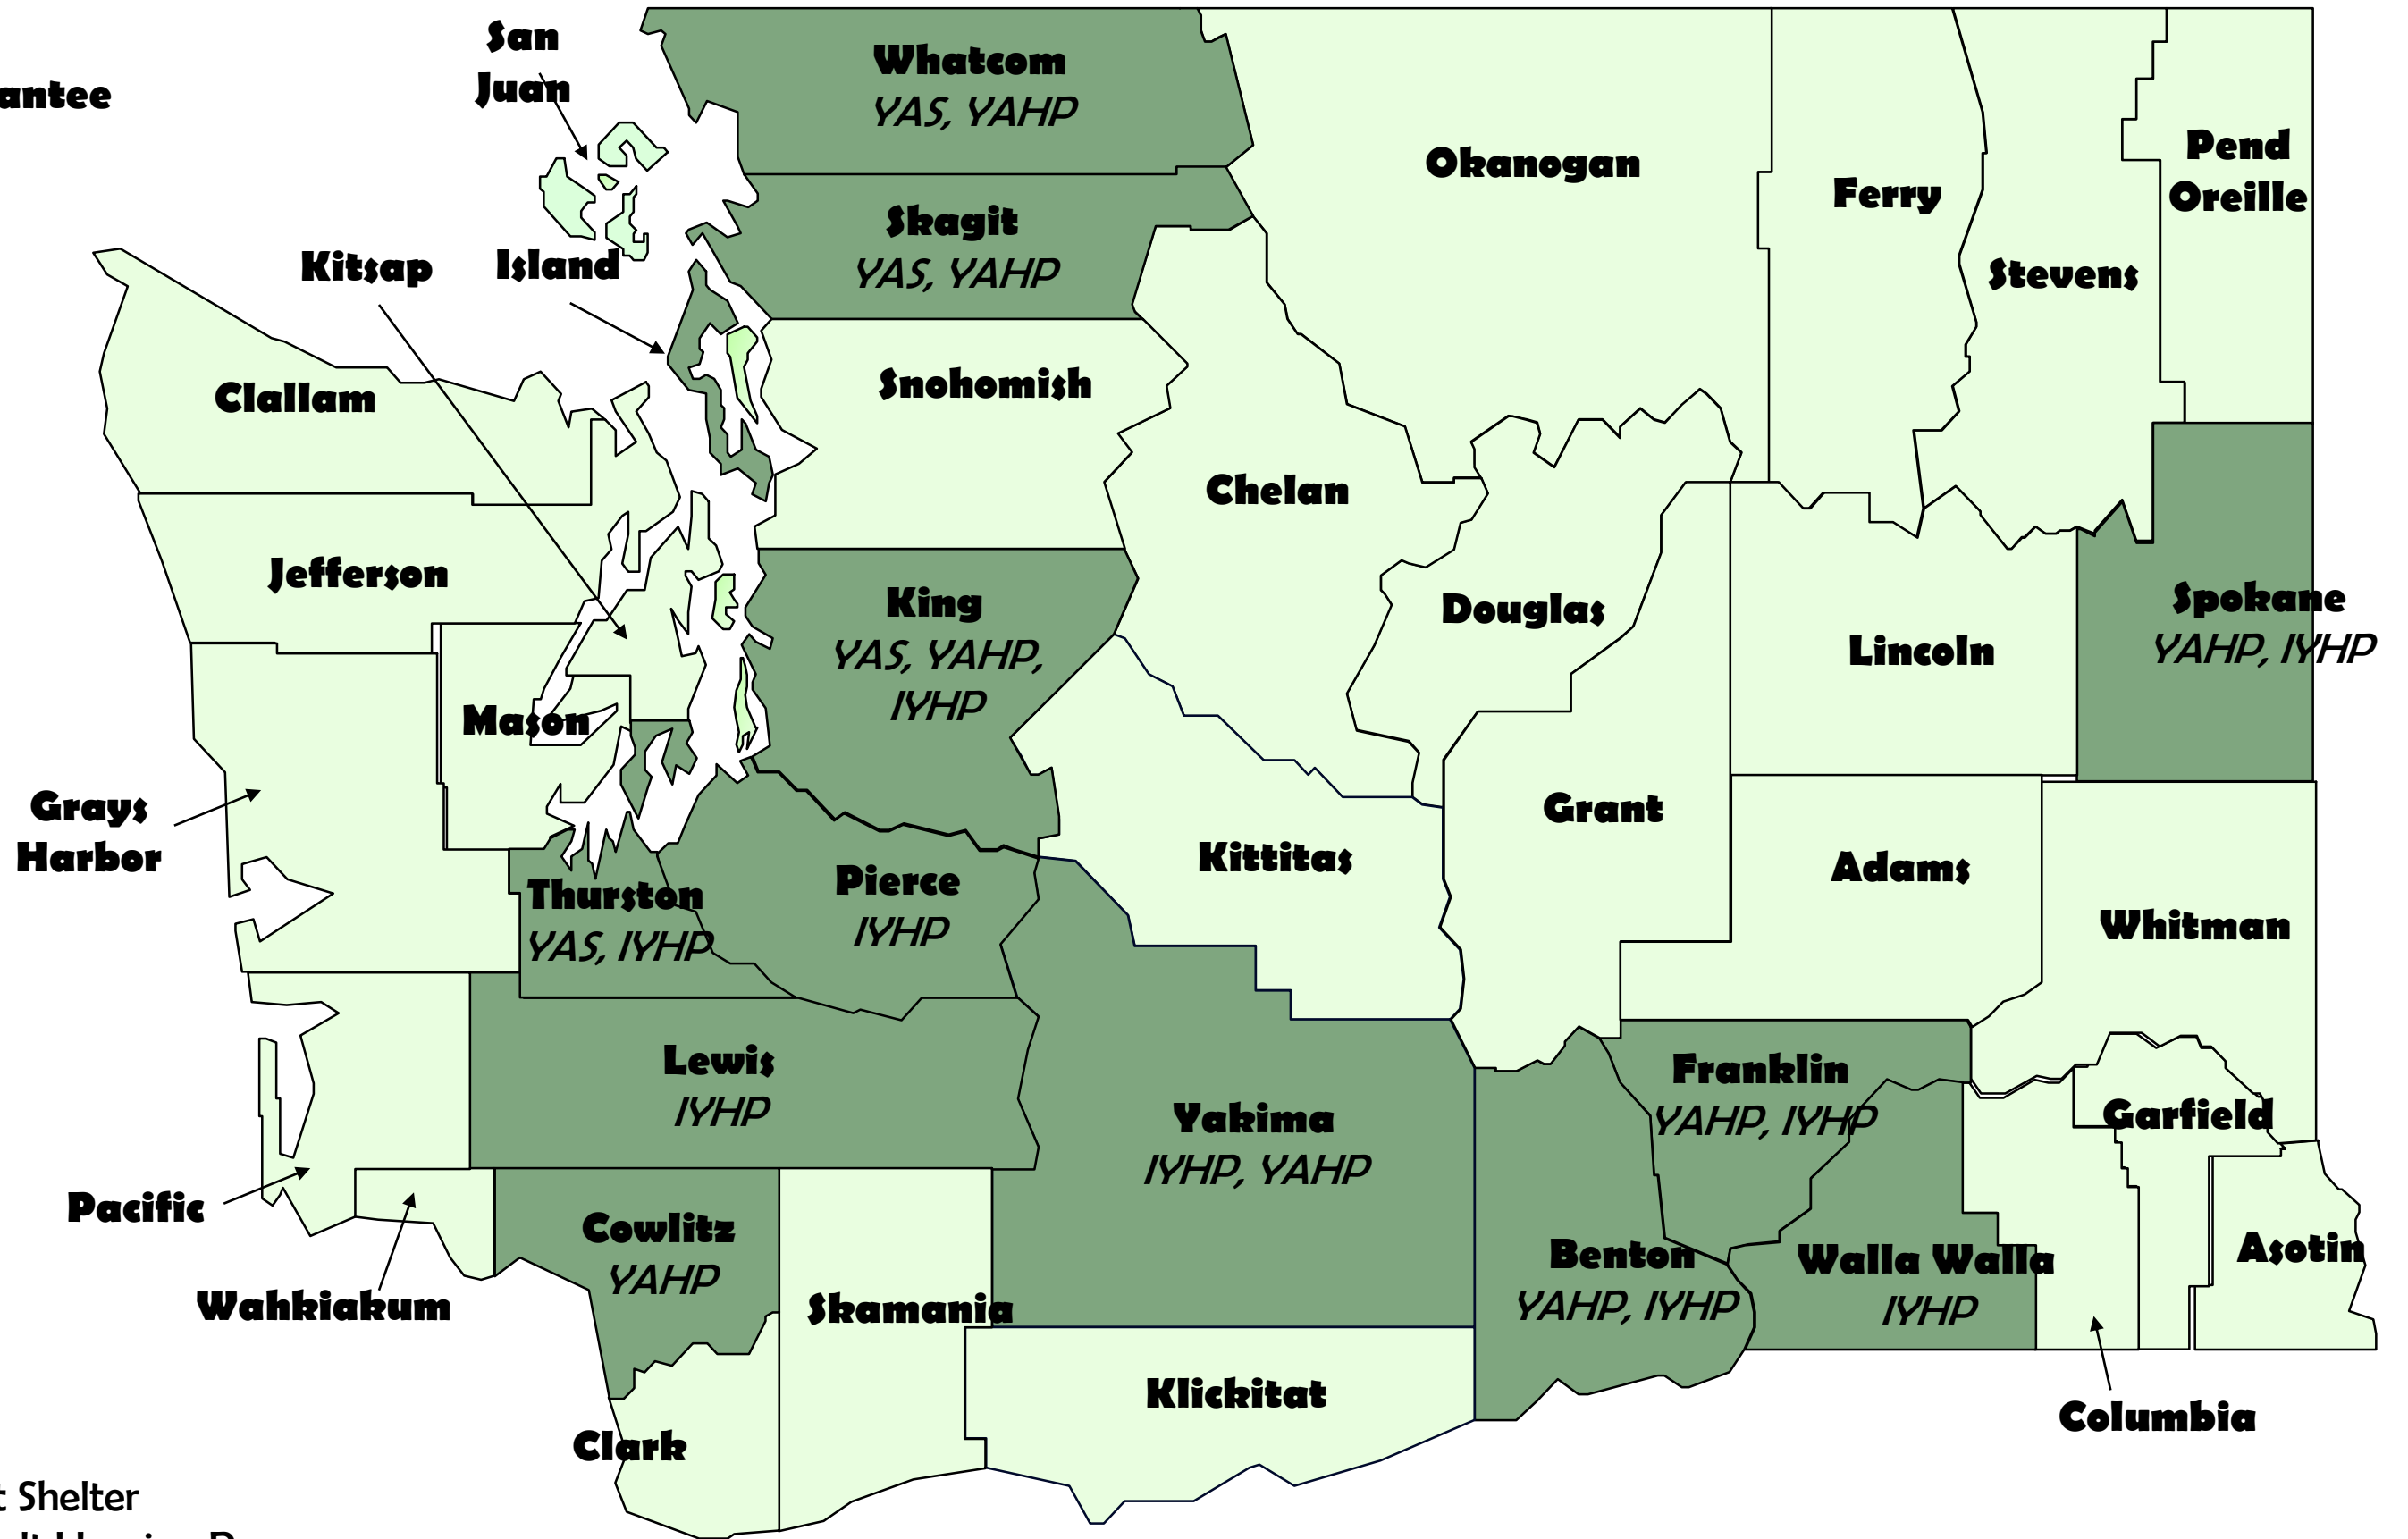 San
Juan
Whatcom
YAS, YAHP
antee
Okanogan
Ferry
Pend
Oreille
Skagit
YAS, YAHP
Kitsap
Island
Stevens
Clallam
Snohomish
Chelan
Jefferson
King
YAS, YAHP,
IYHP
Douglas
Lincoln
Spokane
YAHP, IYHP
Mason
Grays
Harbor
Grant
Kittitas
Adams
Pierce
IYHP
Thurston
YAS, IYHP
Whitman
Lewis
IYHP
Yakima
IYHP, YAHP
Franklin
YAHP, IYHP
Garfield
Pacific
Cowlitz
YAHP
Benton
YAHP, IYHP
Walla Walla
IYHP
Asotin
Wahkiakum
Skamania
Klickitat
Columbia
Clark
t Shelter